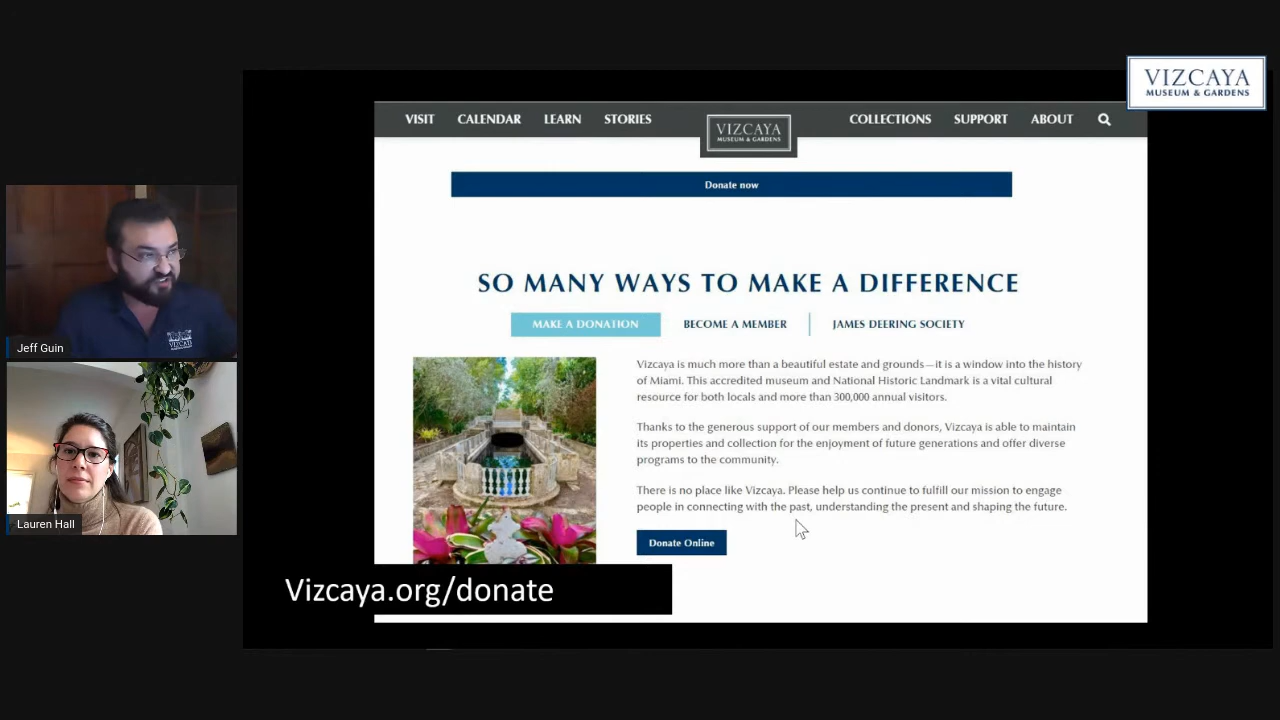 VIZCAYA
MUSEUM & GARDENS
VISIT CALENDAR LEARN STORIES
VIZCAYA
MUSEUM & GARDENS
COLLECTIONS SUPPORT ABOUT
Donate now
SO MANY WAYS TO MAKE A DIFFERENCE
MAKE A DONATION BECOME A MEMBER JAMES DEERING SOCIETY
Vizcaya is much more than a beautiful estate and grounds—it is a window into the history
of Miami. This accredited museum and National Historic Landmark is a vital cultural
resource for both locals and more than 300,000 annual visitors.
Thanks to the generous support of our members and donors, Vizcaya is able to maintain
its properties and collection for the enjoyment of future generations and offer diverse
programs to the community.
There is no place like Vizcaya. Please help us continue to fulfill our mission to engage
people in connecting with the past, understanding the present and shaping the future.
Donate Online
Vizcaya.org/donate
Jeff Guin
VIZCAYA
Lauren Hall